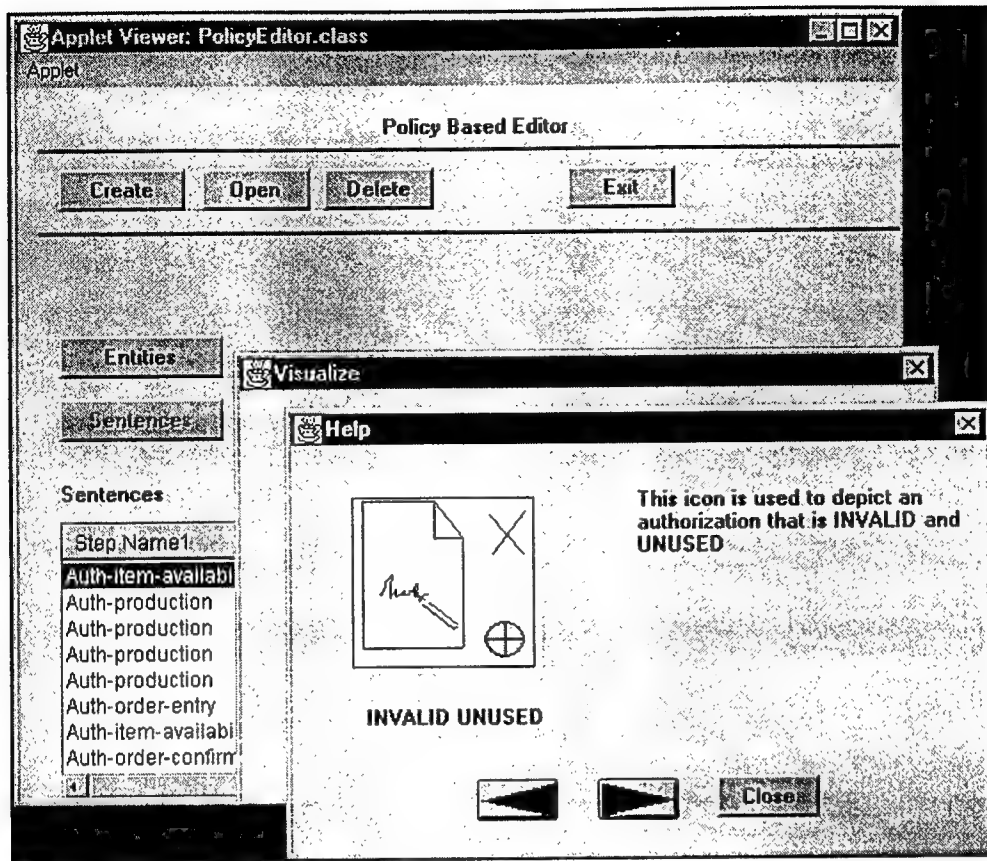 Applet Viewer: PolicyEditor.class
Applet
Policy Based Editor
Create
Open
Delete
Exit
Entities
Sentences
Visualize
Help
Sentences
Step Name1
Auth-item-availabl
Auth-production
Auth-production
Auth-production
Auth-production
Auth-order-entry
Auth-item-availabl
Auth-order-confirm
This icon is used to depict an
authorization that is INVALID and
UNUSED
INVALID UNUSED
Close